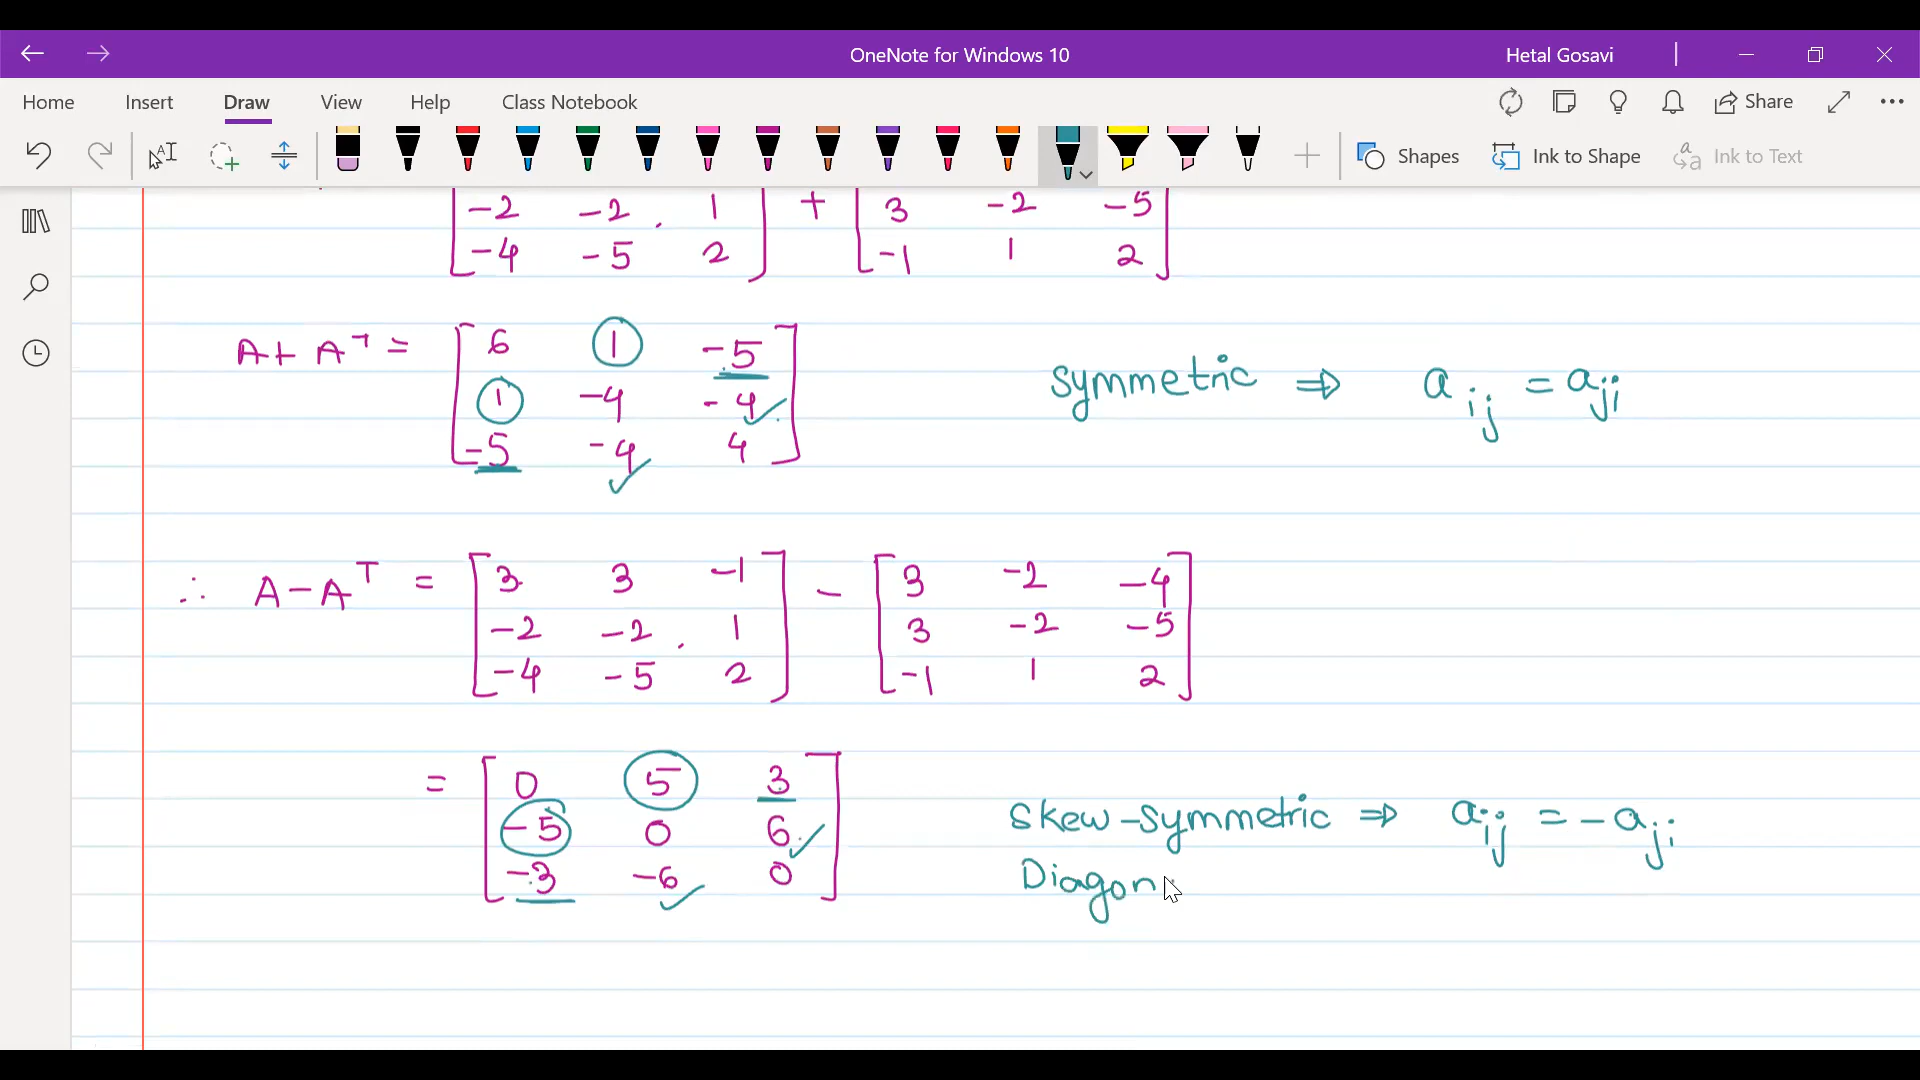 OneNote for Windows 10
Hetal Gosavi
Home Insert Draw View Help Class Notebook
Share
Shapes Ink to Shape Ink to Text
-2 -2 . 1 + 3 -2 -5
-4 -5 2 -1 1 2
A + A^T = 6 1 -5
1 -4 -4
-5 -4 4
symmetric ⇒ a_ij = a_ji
∴ A - A^T = 3 3 -1 - 3 -2 -4
-2 -2 . 1 3 -2 -5
-4 -5 2 -1 1 2
= 0 5 3
-5 0 6
-3 -6 0
Skew-symmetric ⇒ a_ij = -a_ji
Diagon